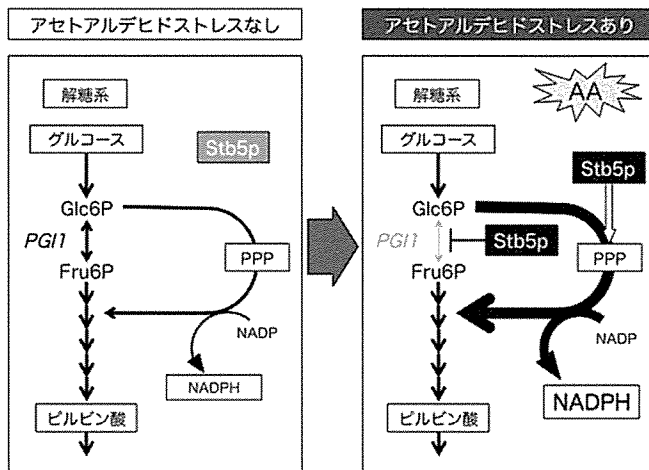 アセトアルデヒドストレスなし
解糖系
グルコース
Stb5p
Glc6P
PGI1
PPP
Fru6P
NADP
NADPH
ピルビン酸
アセトアルデヒドストレスあり
AA
解糖系
グルコース
Stb5p
Glc6P
PGI1
Stb5p
PPP
Fru6P
NADP
NADPH
ピルビン酸